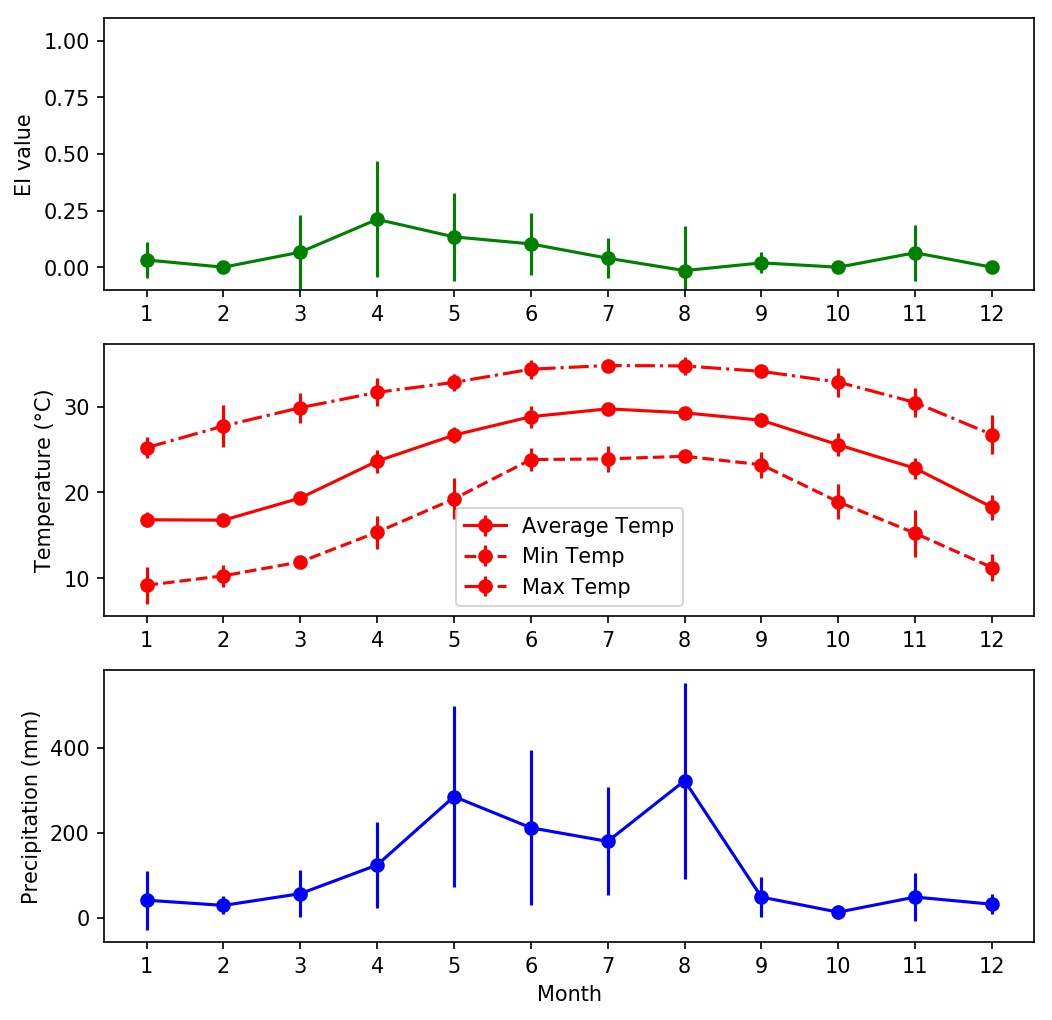 EI value
1.00
0.75
0.50
0.25
0.00
1 2 3 4 5 6 7 8 9 10 11 12
Temperature (°C)
30
20
10
Average Temp
Min Temp
Max Temp
1 2 3 4 5 6 7 8 9 10 11 12
Precipitation (mm)
400
200
0
1 2 3 4 5 6 7 8 9 10 11 12
Month